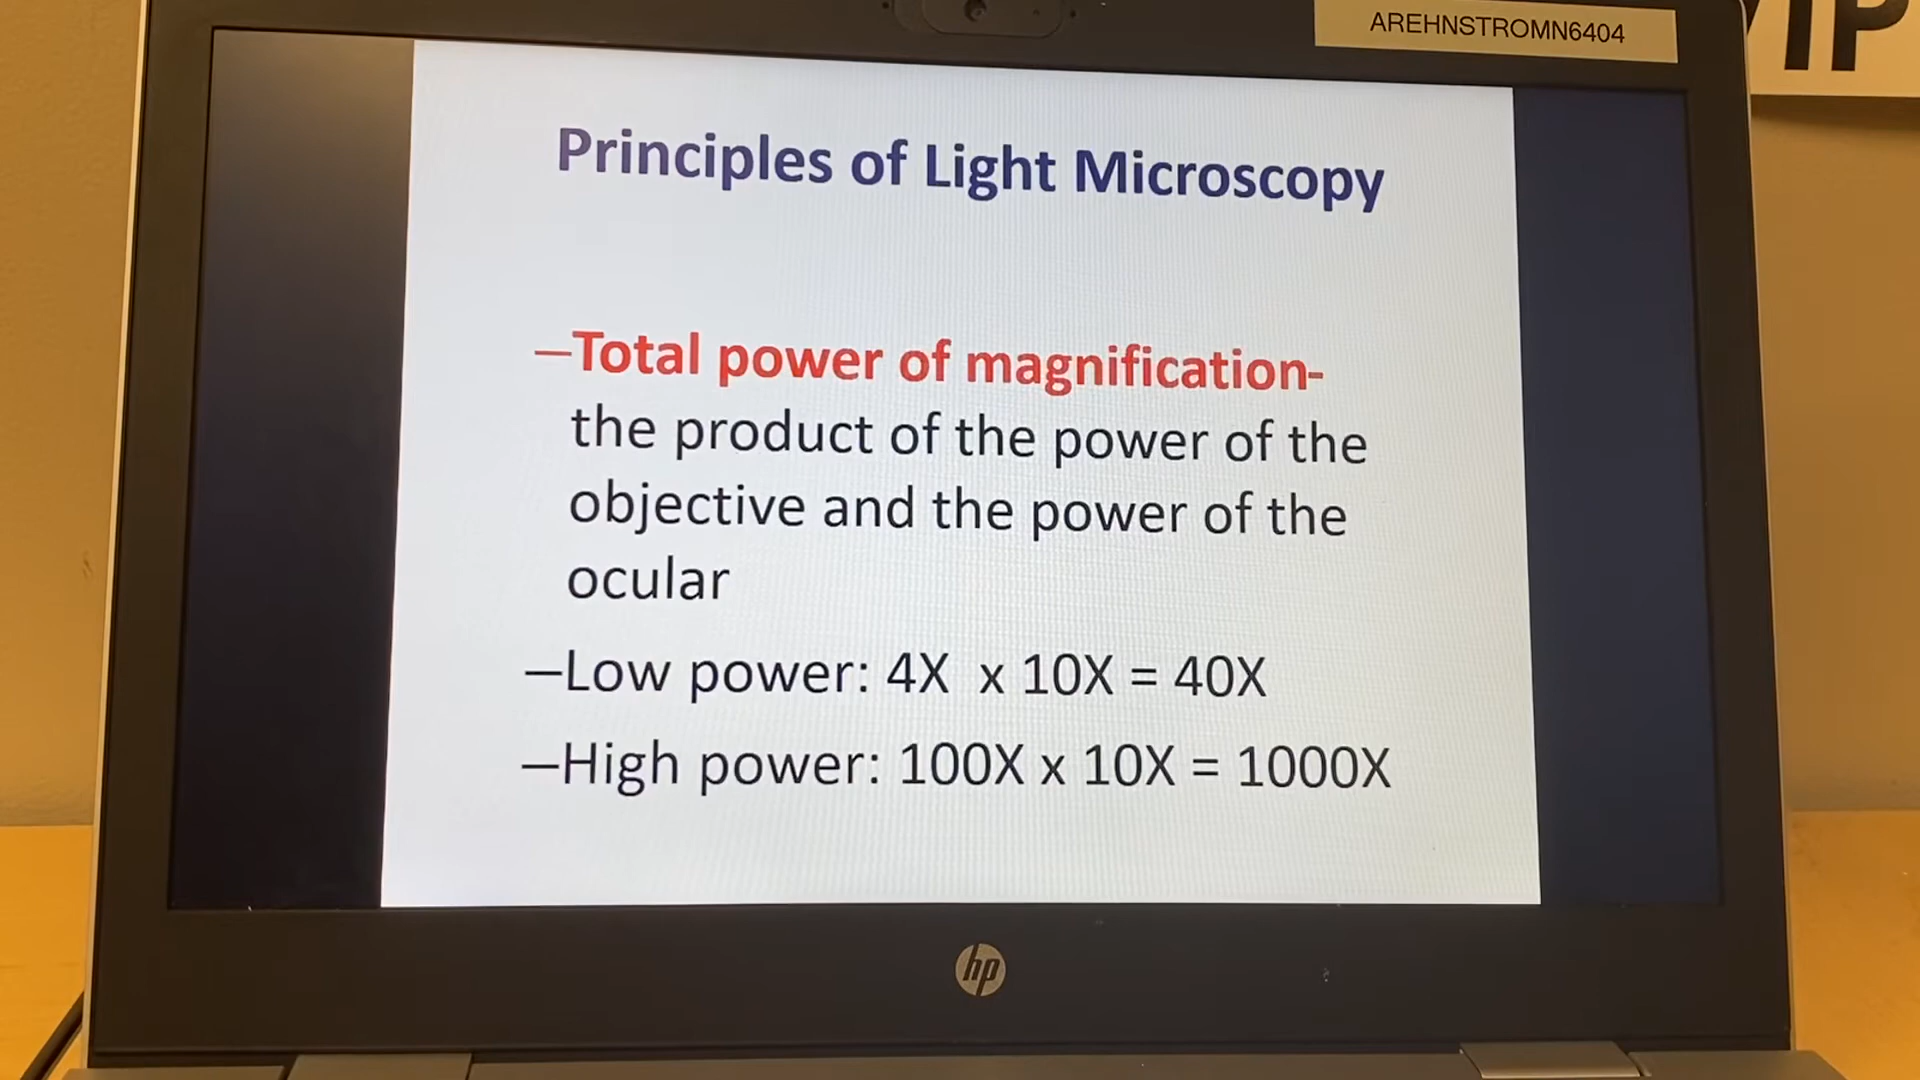 AREHNSTROMN6404
IP
Principles of Light Microscopy
–Total power of magnification-
the product of the power of the
objective and the power of the
ocular
–Low power: 4X x 10X = 40X
–High power: 100X x 10X = 1000X
hp